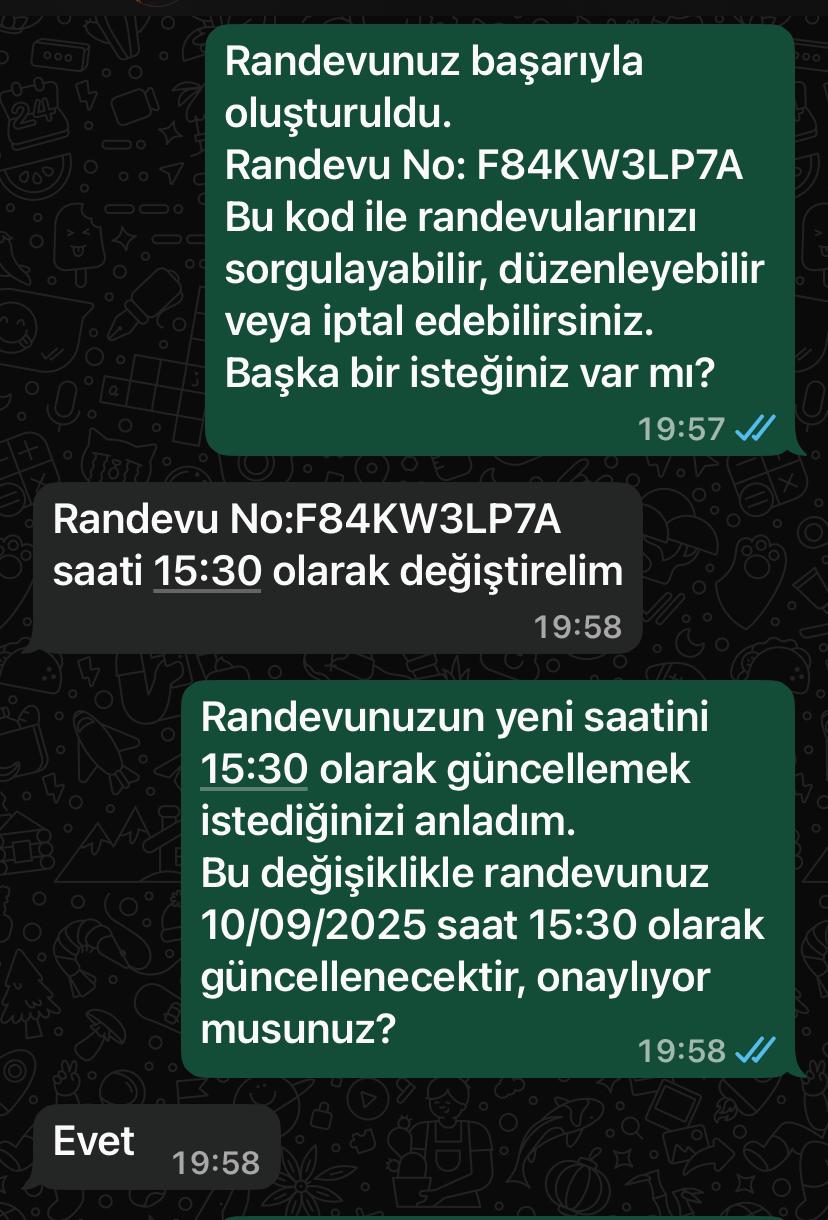 Randevunuz başarıyla
oluşturuldu.
Randevu No: F84KW3LP7A
Bu kod ile randevularınızı
sorgulayabilir, düzenleyebilir
veya iptal edebilirsiniz.
Başka bir isteğiniz var mı?
19:57
Randevu No:F84KW3LP7A
saati 15:30 olarak değiştirelim
19:58
Randevunuzun yeni saatini
15:30 olarak güncellemek
istediğinizi anladım.
Bu değişiklikle randevunuz
10/09/2025 saat 15:30 olarak
güncellenecektir, onaylıyor
musunuz?
19:58
Evet
19:58